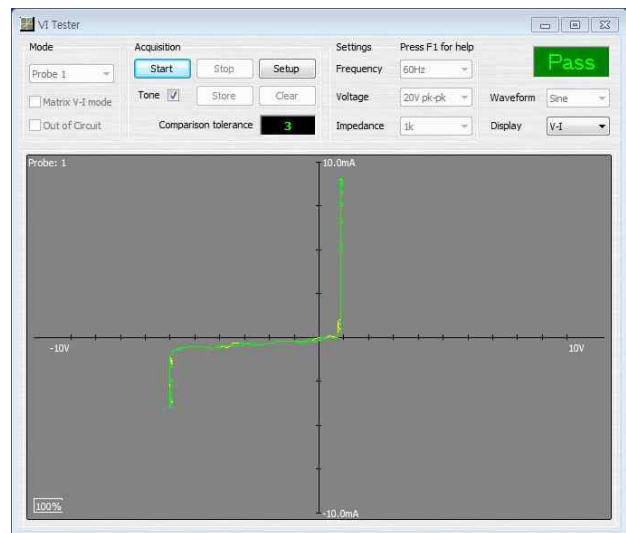 VI Tester
Mode
Probe 1
Matrix V-I mode
Out of Circuit
Acquisition
Start Stop Setup
Tone Store Clear
Comparison tolerance 3
Settings Press F1 for help
Frequency 60Hz
Voltage 20V pk-pk
Impedance 1k
Pass
Waveform Sine
Display V-I
Probe: 1
10.0mA
-10V
10V
100%
-10.0mA